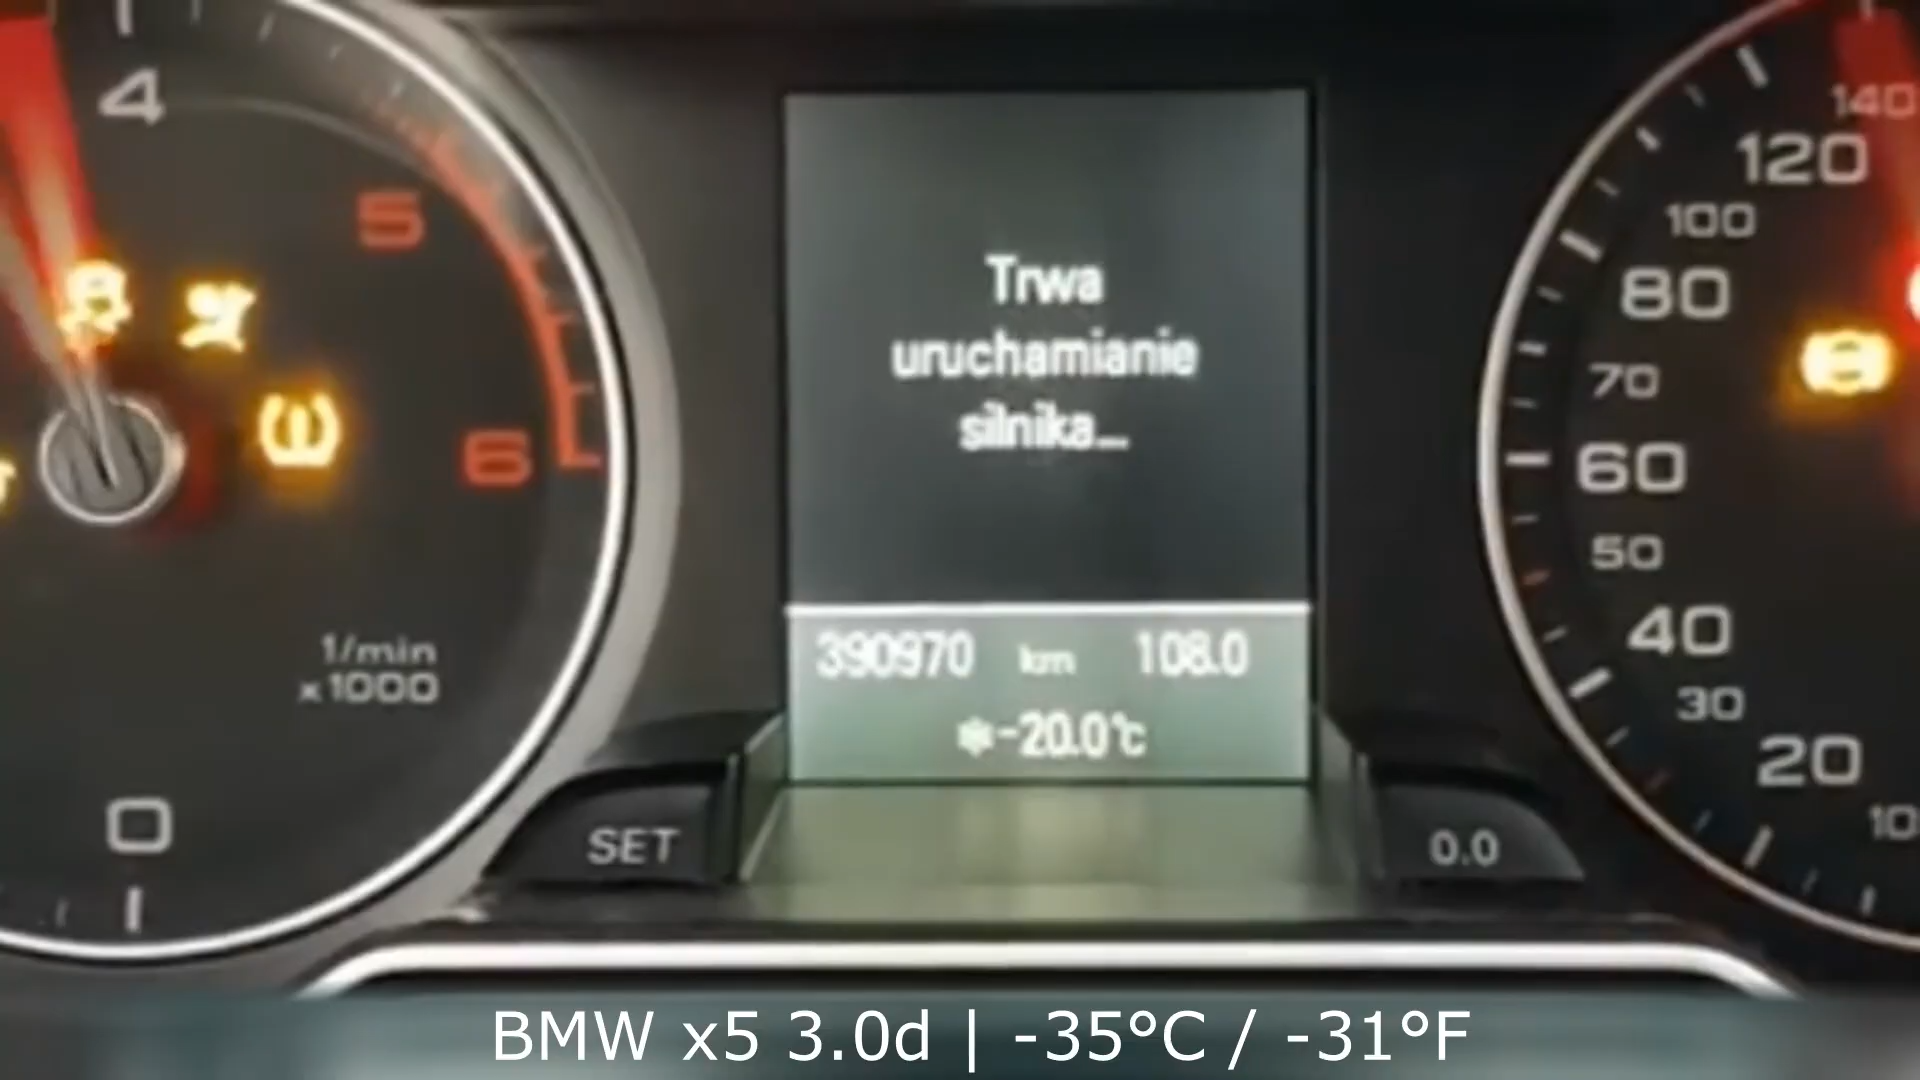 4
5
6
1/min
x1000
0
Trwa
uruchamianie
silnika...
390970 km 108.0
-20.0°C
SET
0.0
140
120
100
80
70
60
50
40
30
20
10
BMW x5 3.0d | -35°C / -31°F